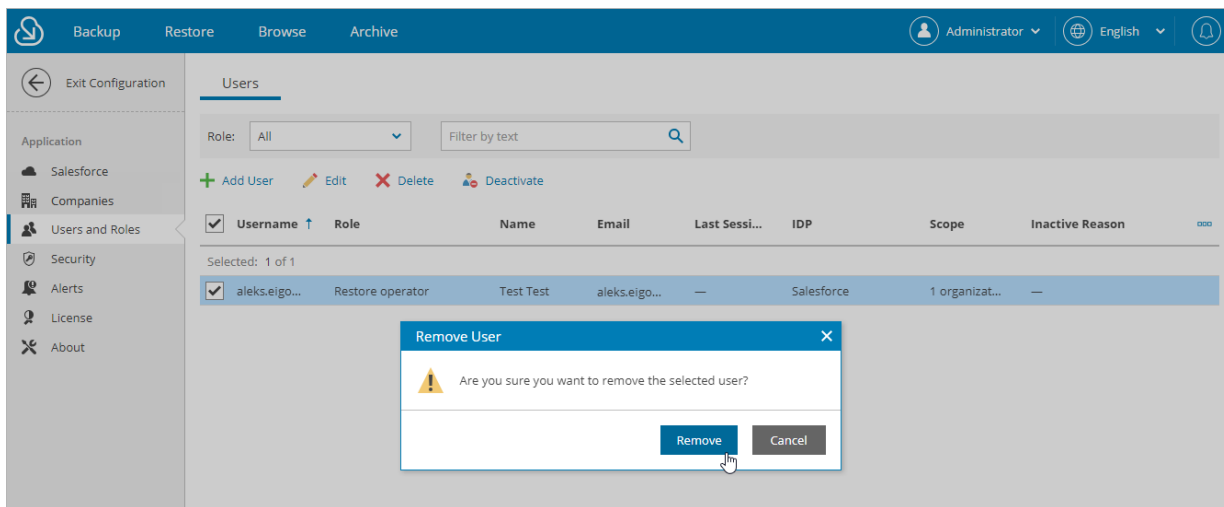 Backup Restore Browse Archive Administrator English
Exit Configuration
Users
Application
Role: All Filter by text
Salesforce
Companies
Users and Roles
Security
Alerts
License
About
Add User Edit Delete Deactivate
Username ↑ Role Name Email Last Sessi... IDP Scope Inactive Reason
Selected: 1 of 1
aleks.eigo... Restore operator Test Test aleks.eigo... — Salesforce 1 organizat... —
Remove User
Are you sure you want to remove the selected user?
Remove Cancel